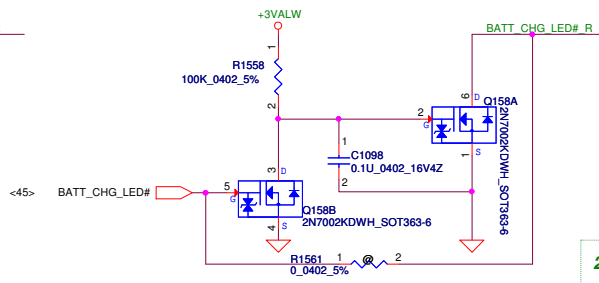 +3VALW
BATT_CHG_LED#_R
1
R1558
100K_0402_5%
2
6
D
Q158A
2
G
2N7002KDWH_SOT363-6
1
S
1
C1098
0.1U_0402_16V4Z
2
3
D
<45>
BATT_CHG_LED#
5
G
Q158B
2N7002KDWH_SOT363-6
4
S
R1561
1
@
2
0_0402_5%
2